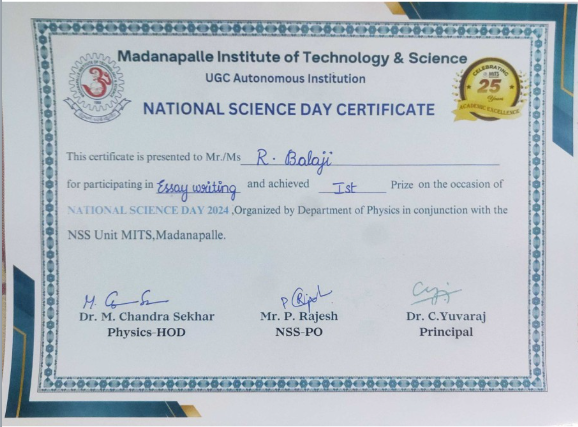 Madanapalle Institute of Technology & Science
UGC Autonomous Institution
CELEBRATING
25
Years
ACADEMIC EXCELLENCE
NATIONAL SCIENCE DAY CERTIFICATE
This certificate is presented to Mr./Ms R. Balaji
for participating in Essay writing and achieved Ist Prize on the occasion of
NATIONAL SCIENCE DAY 2024 ,Organized by Department of Physics in conjunction with the
NSS Unit MITS,Madanapalle.
Dr. M. Chandra Sekhar Mr. P. Rajesh Dr. C.Yuvaraj
Physics-HOD NSS-PO Principal